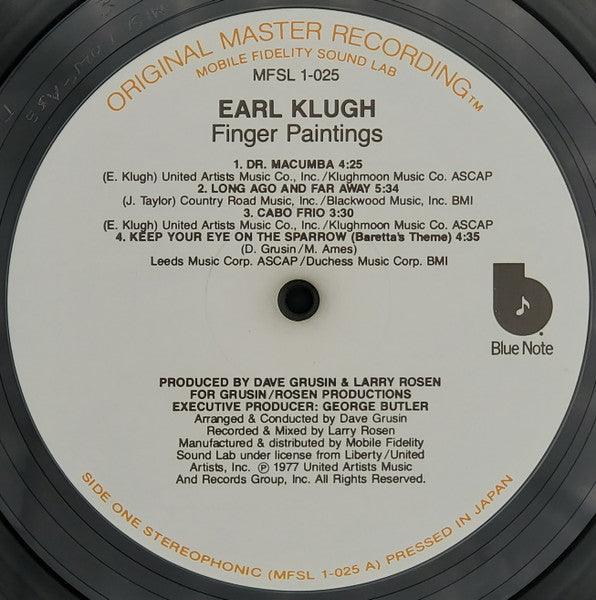 ORIGINAL MASTER RECORDING™
MOBILE FIDELITY SOUND LAB
MFSL 1-025
EARL KLUGH
Finger Paintings
1. DR. MACUMBA 4:25
(E. Klugh) United Artists Music Co., Inc./Klughmoon Music Co. ASCAP
2. LONG AGO AND FAR AWAY 5:34
(J. Taylor) Country Road Music, Inc./Blackwood Music, Inc. BMI
3. CABO FRIO 3:30
(E. Klugh) United Artists Music Co., Inc./Klughmoon Music Co. ASCAP
4. KEEP YOUR EYE ON THE SPARROW (Baretta's Theme) 4:35
(D. Grusin/M. Ames)
Leeds Music Corp. ASCAP/Duchess Music Corp. BMI
Blue Note
PRODUCED BY DAVE GRUSIN & LARRY ROSEN
FOR GRUSIN/ROSEN PRODUCTIONS
EXECUTIVE PRODUCER: GEORGE BUTLER
Arranged & Conducted by Dave Grusin
Recorded & Mixed by Larry Rosen
Manufactured & distributed by Mobile Fidelity
Sound Lab under license from Liberty/United
Artists, Inc. ℗ 1977 United Artists Music
And Records Group, Inc. All Rights Reserved.
SIDE ONE STEREOPHONIC (MFSL 1-025 A) PRESSED IN JAPAN